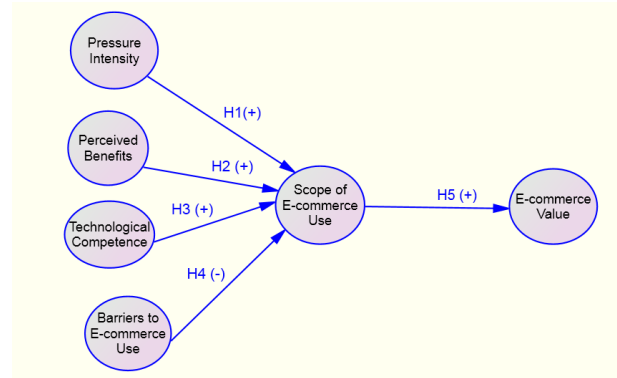 Pressure
Intensity
H1(+)
Perceived
Benefits
H2 (+)
Technological
Competence
H3 (+)
Barriers to
E-commerce
Use
H4 (-)
Scope of
E-commerce
Use
H5 (+)
E-commerce
Value